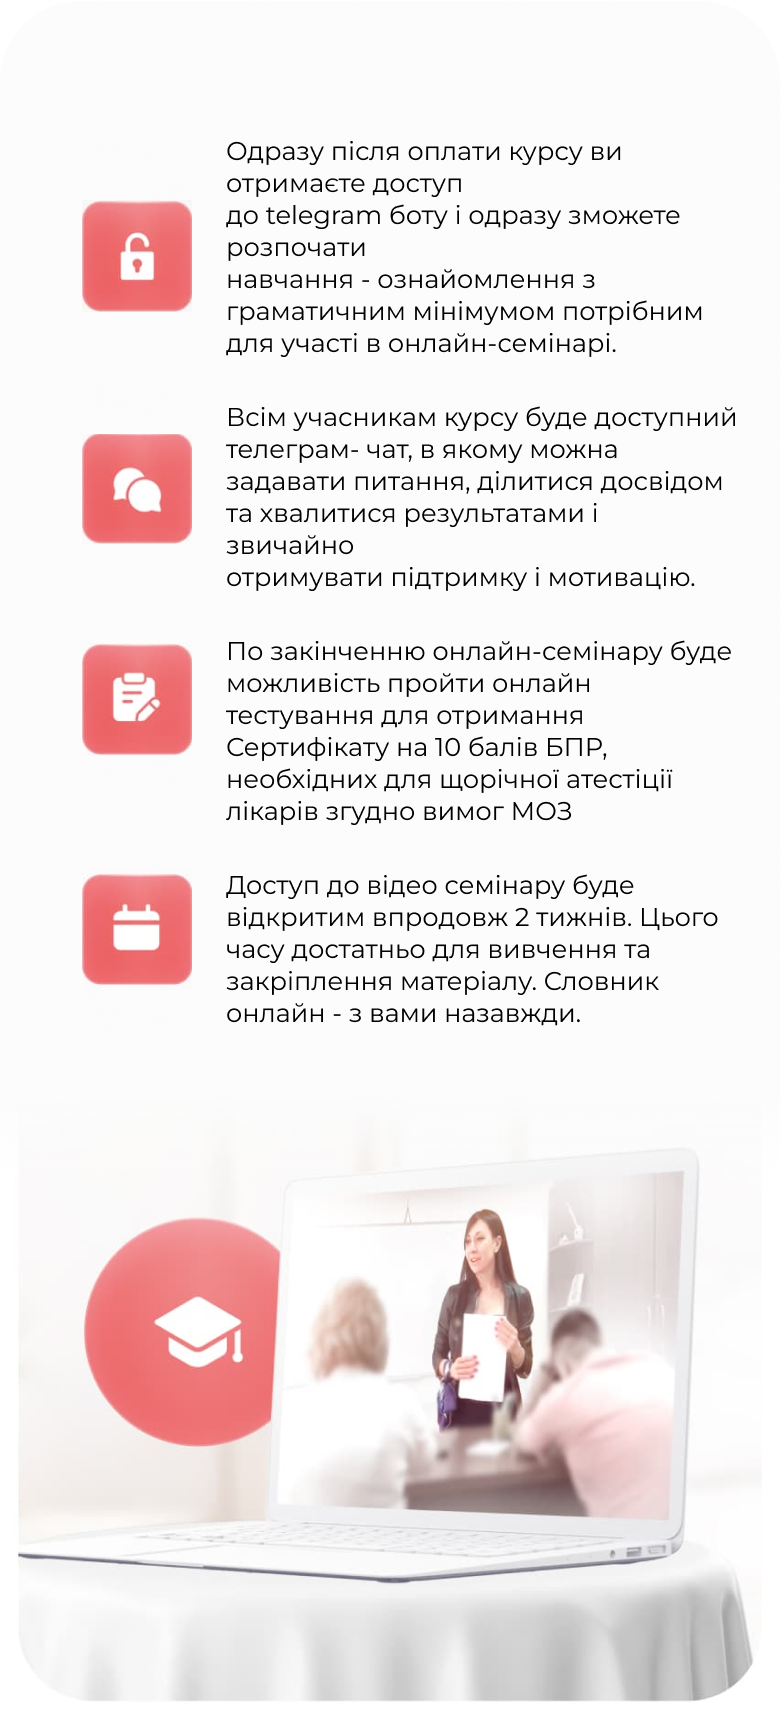 Одразу після оплати курсу ви
отримаєте доступ
до telegram боту і одразу зможете
розпочати
навчання - ознайомлення з
граматичним мінімумом потрібним
для участі в онлайн-семінарі.
Всім учасникам курсу буде доступний
телеграм- чат, в якому можна
задавати питання, ділитися досвідом
та хвалитися результатами і
звичайно
отримувати підтримку і мотивацію.
По закінченню онлайн-семінару буде
можливість пройти онлайн
тестування для отримання
Сертифікату на 10 балів БПР,
необхідних для щорічної атестіції
лікарів згудно вимог МОЗ
Доступ до відео семінару буде
відкритим впродовж 2 тижнів. Цього
часу достатньо для вивчення та
закріплення матеріалу. Словник
онлайн - з вами назавжди.